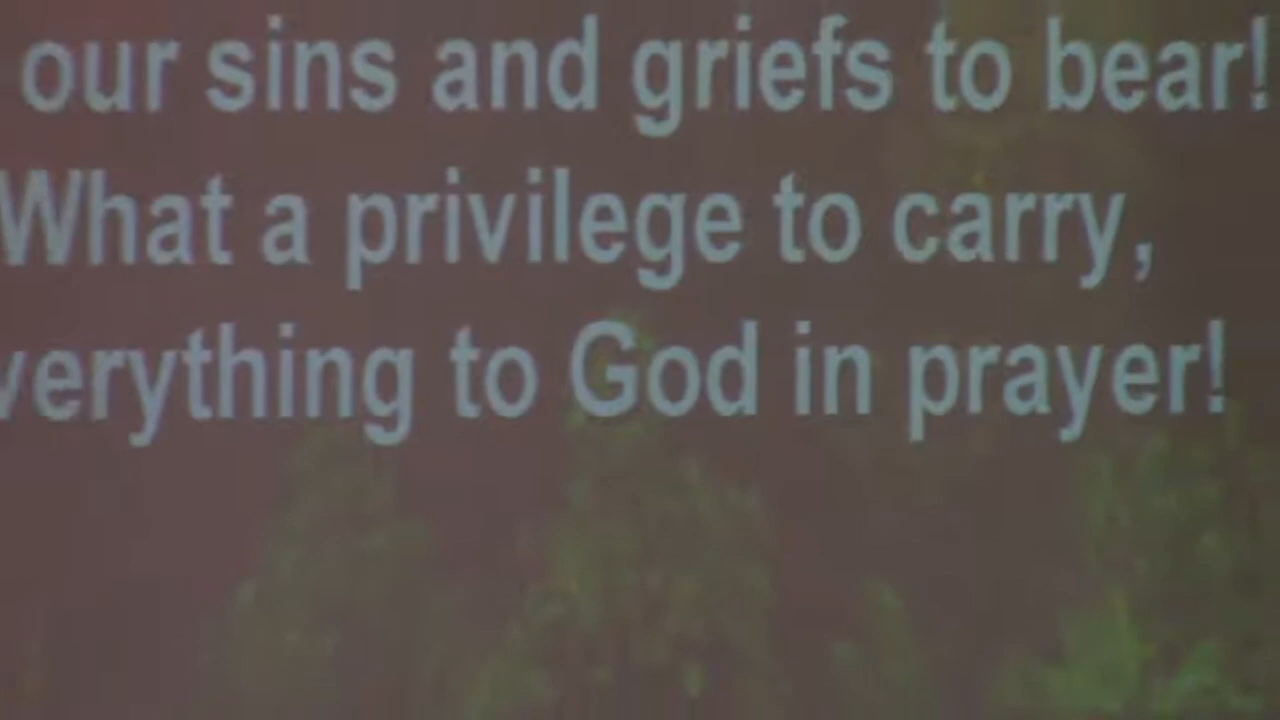 our sins and griefs to bear!
What a privilege to carry,
verything to God in prayer!